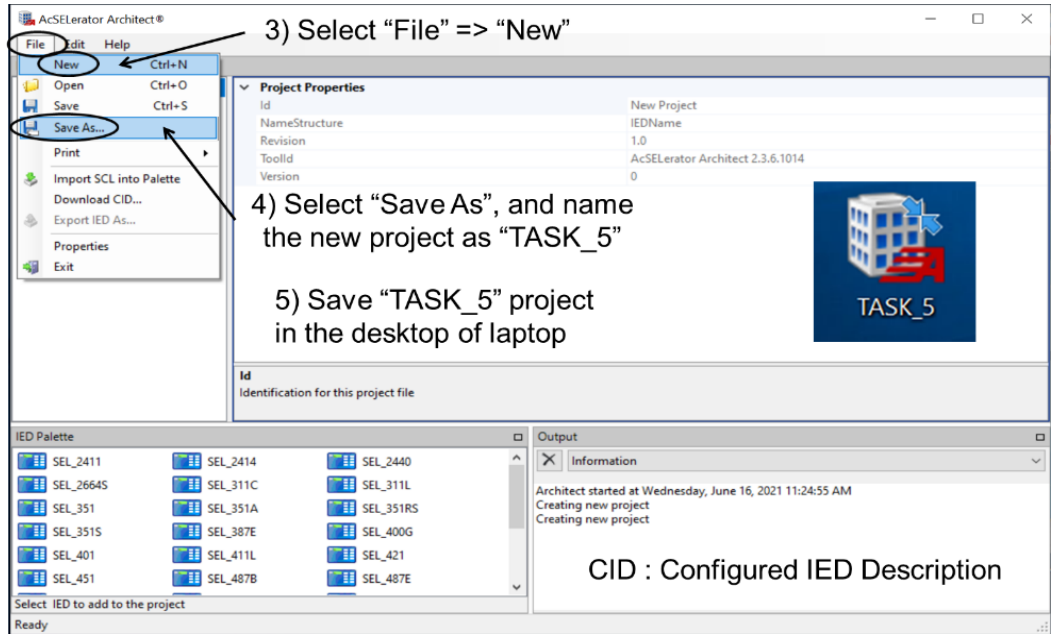 AcSELerator Architect®
3) Select “File” => “New”
File Edit Help
New Ctrl+N
Open Ctrl+O
Save Ctrl+S
Save As...
Print
Import SCL into Palette
Download CID...
Export IED As...
Properties
Exit
Project Properties
Id New Project
NameStructure IEDName
Revision 1.0
ToolId AcSELerator Architect 2.3.6.1014
Version 0
4) Select “Save As”, and name
the new project as “TASK_5”
5) Save “TASK_5” project
in the desktop of laptop
TASK_5
Id
Identification for this project file
IED Palette
SEL_2411 SEL_2414 SEL_2440
SEL_2664S SEL_311C SEL_311L
SEL_351 SEL_351A SEL_351RS
SEL_351S SEL_387E SEL_400G
SEL_401 SEL_411L SEL_421
SEL_451 SEL_487B SEL_487E
Select IED to add to the project
Output
Information
Architect started at Wednesday, June 16, 2021 11:24:55 AM
Creating new project
Creating new project
CID : Configured IED Description
Ready